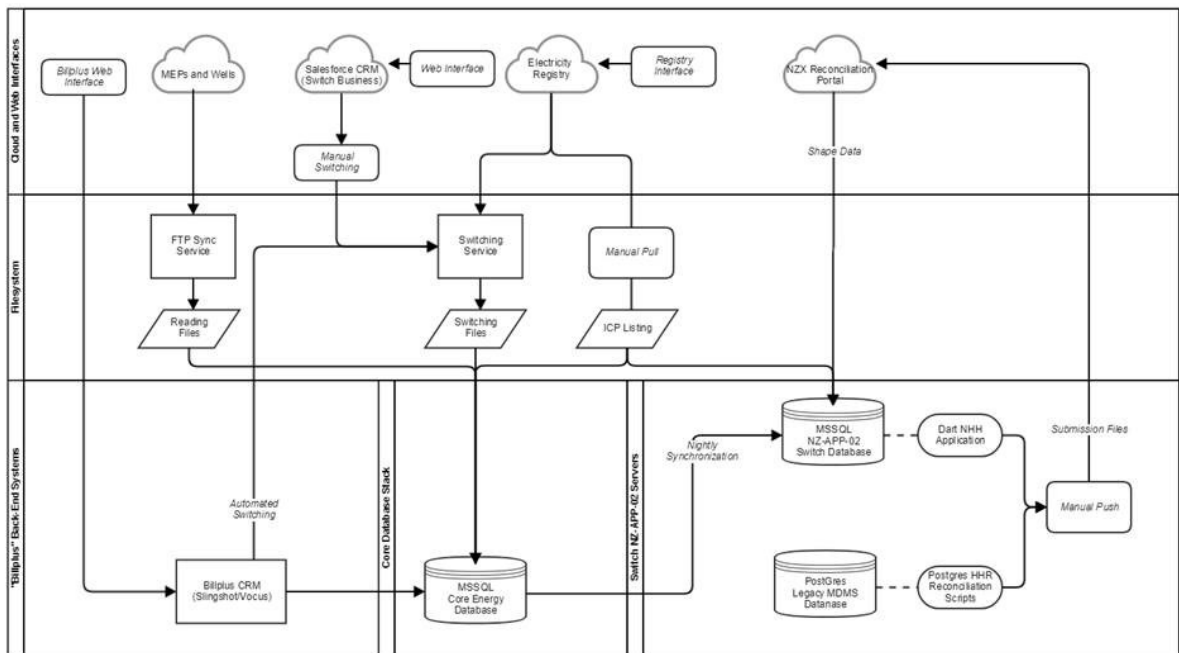 Cloud and Web Interfaces
Billplus Web
Interface
MEPs and Wells
Salesforce CRM
(Switch Business)
Web Interface
Electricity
Registry
Registry
Interface
NZX Reconciliation
Portal
Manual
Switching
Shape Data
Filesystem
FTP Sync
Service
Switching
Service
Manual Pull
Reading
Files
Switching
Files
ICP Listing
"Billplus" Back-End Systems
Automated
Switching
Billplus CRM
(Slingshot/Vocus)
Core Database Stack
MSSQL
Core Energy
Database
Switch NZ-APP-02 Servers
Nightly
Synchronization
MSSQL
NZ-APP-02
Switch Database
Dart NHH
Application
Submission Files
Manual Push
PostGres
Legacy MDMS
Datanase
Postgres HHR
Reconciliation
Scripts